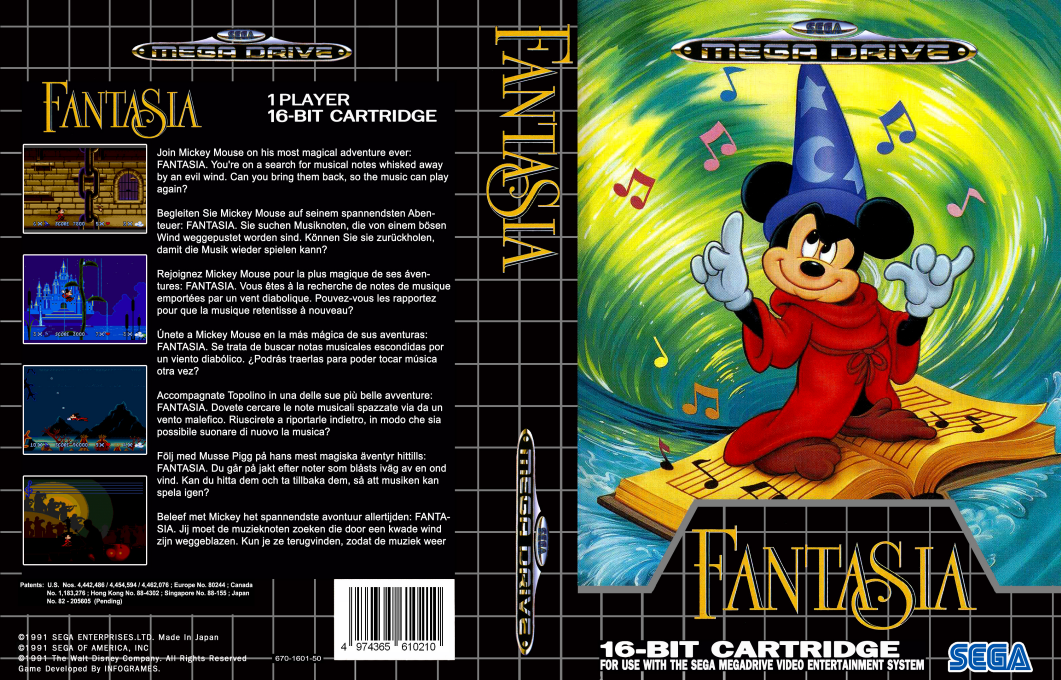 SEGA
MEGA DRIVE
FANTASIA
1 PLAYER
16-BIT CARTRIDGE
Join Mickey Mouse on his most magical adventure ever:
FANTASIA. You're on a search for musical notes whisked away
by an evil wind. Can you bring them back, so the music can play
again?
Begleiten Sie Mickey Mouse auf seinem spannendsten Aben-
teuer: FANTASIA. Sie suchen Musiknoten, die von einem bösen
Wind weggepustet worden sind. Können Sie sie zurückholen,
damit die Musik wieder spielen kann?
Rejoignez Mickey Mouse pour la plus magique de ses áven-
tures: FANTASIA. Vous êtes à la recherche de notes de musique
emportées par un vent diabolique. Pouvez-vous les rapportez
pour que la musique retentisse à nouveau?
Únete a Mickey Mouse en la más mágica de sus aventuras:
FANTASIA. Se trata de buscar notas musicales escondidas por
un viento diabólico. ¿Podrás traerlas para poder tocar música
otra vez?
Accompagnate Topolino in una delle sue più belle avventure:
FANTASIA. Dovete cercare le note musicali spazzate via da un
vento malefico. Riuscirete a riportarle indietro, in modo che sia
possibile suonare di nuovo la musica?
Följ med Musse Pigg på hans mest magiska äventyr hittills:
FANTASIA. Du går på jakt efter noter som blåsts iväg av en ond
vind. Kan du hitta dem och ta tillbaka dem, så att musiken kan
spela igen?
Beleef met Mickey het spannendste avontuur allertijden: FANTA-
SIA. Jij moet de muzieknoten zoeken die door een kwade wind
zijn weggeblazen. Kun je ze terugvinden, zodat de muziek weer
Patents: U.S. Nos. 4,442,486 / 4,454,594 / 4,462,076 ; Europe No. 80244 ; Canada
No. 1,183,276 ; Hong Kong No. 88-4302 ; Singapore No. 88-155 ; Japan
No. 82 - 205605 (Pending)
©1991 SEGA ENTERPRISES.LTD. Made In Japan
©1991 SEGA OF AMERICA, INC
©1991 The Walt Disney Company. All Rights Reserved
Game Developed By INFOGRAMES.
670-1601-50
4 974365 610210
FANTASIA
SEGA
MEGA DRIVE
SEGA
MEGA DRIVE
FANTASIA
16-BIT CARTRIDGE
FOR USE WITH THE SEGA MEGADRIVE VIDEO ENTERTAINMENT SYSTEM
SEGA